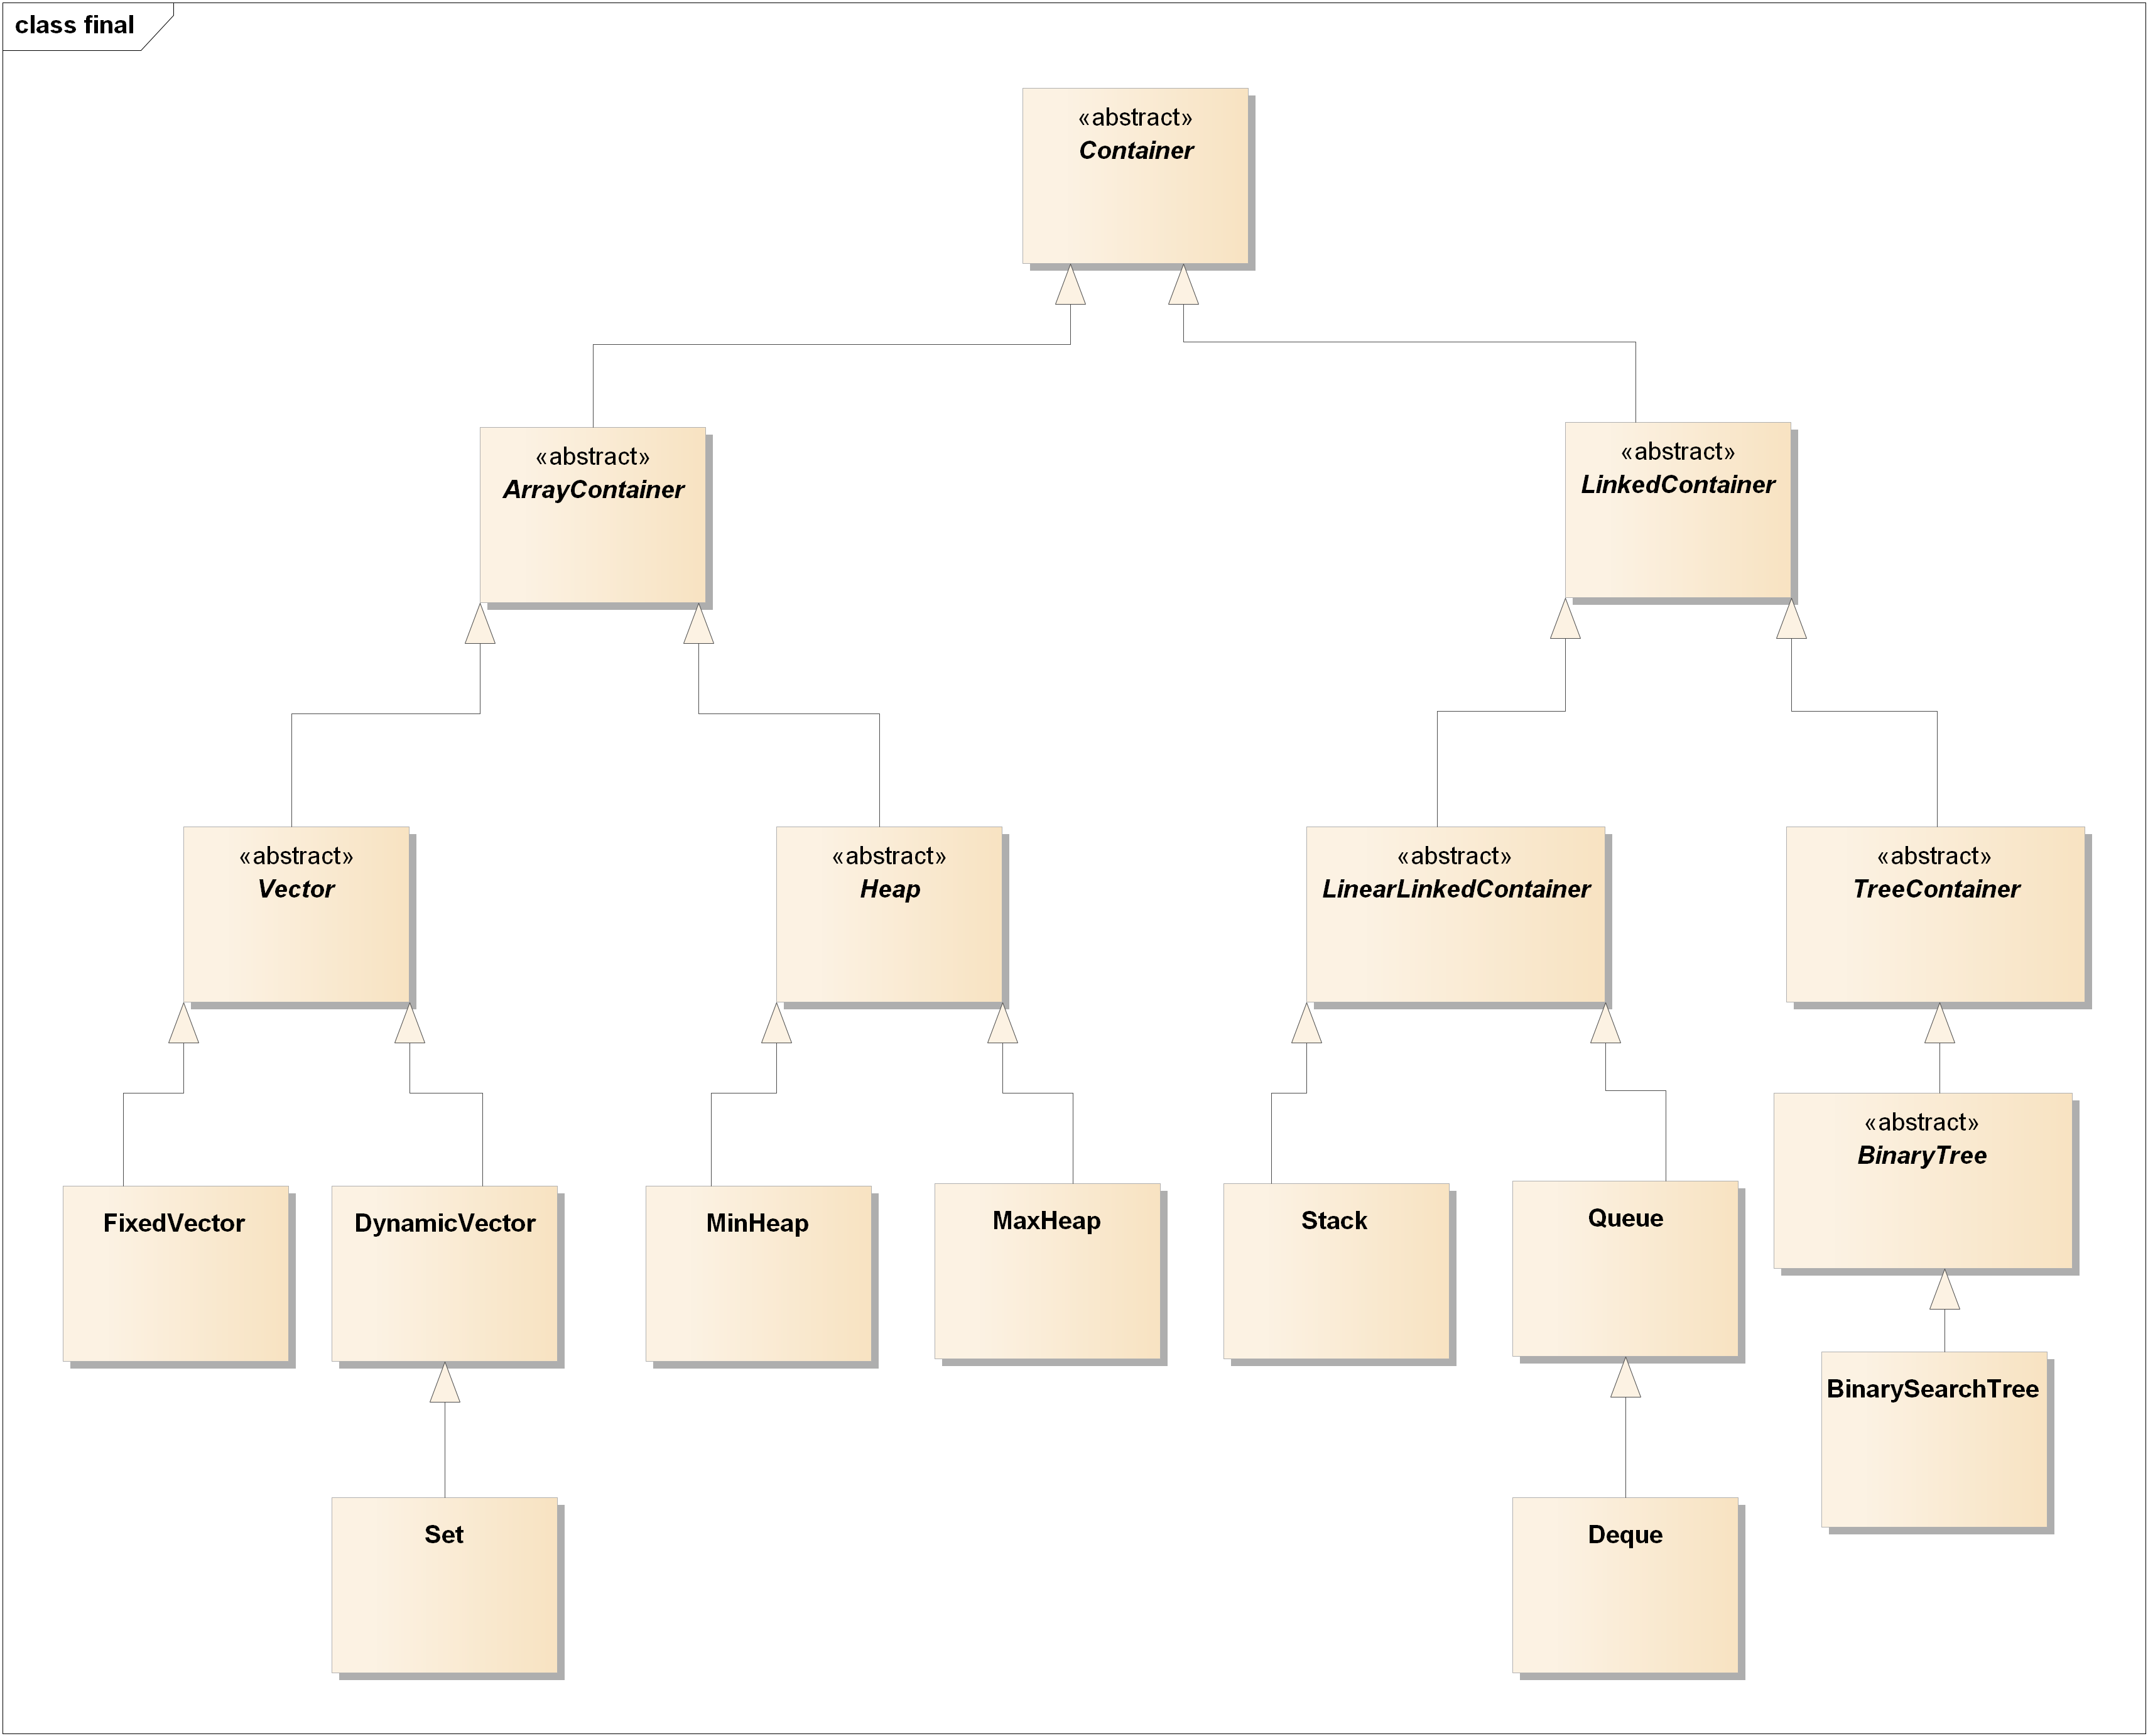 class final
«abstract»
Container
«abstract»
ArrayContainer
«abstract»
LinkedContainer
«abstract»
Vector
«abstract»
Heap
«abstract»
LinearLinkedContainer
«abstract»
TreeContainer
«abstract»
BinaryTree
FixedVector
DynamicVector
MinHeap
MaxHeap
Stack
Queue
BinarySearchTree
Set
Deque